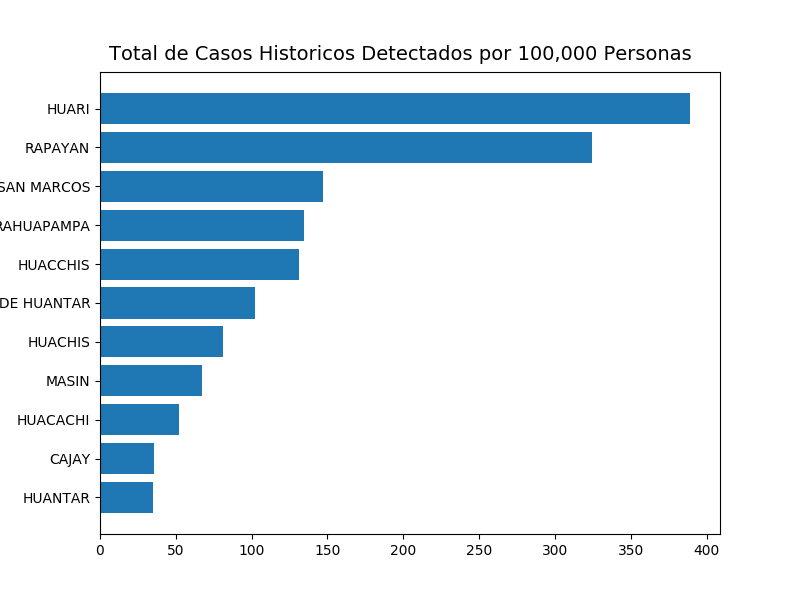 Total de Casos Historicos Detectados por 100,000 Personas
HUARI
RAPAYAN
SAN MARCOS
RAHUAPAMPA
HUACCHIS
DE HUANTAR
HUACHIS
MASIN
HUACACHI
CAJAY
HUANTAR
0 50 100 150 200 250 300 350 400